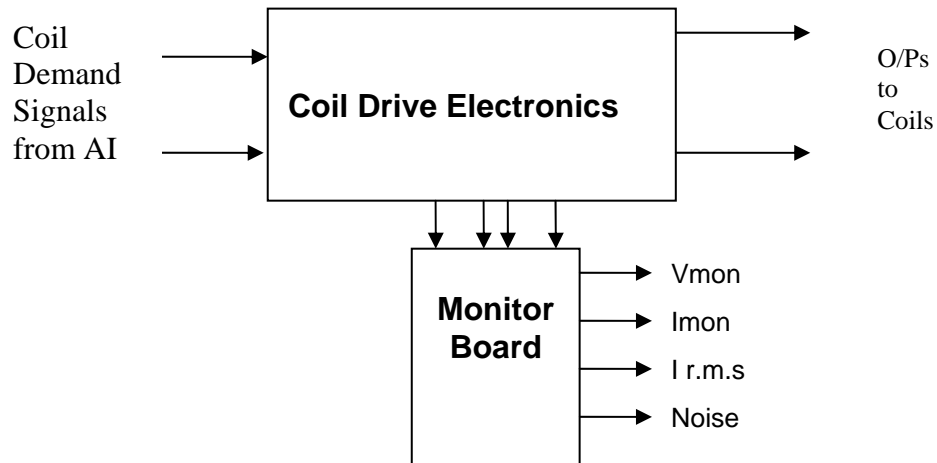 Coil
Demand
Signals
from AI
Coil Drive Electronics
O/Ps
to
Coils
Monitor
Board
Vmon
Imon
I r.m.s
Noise